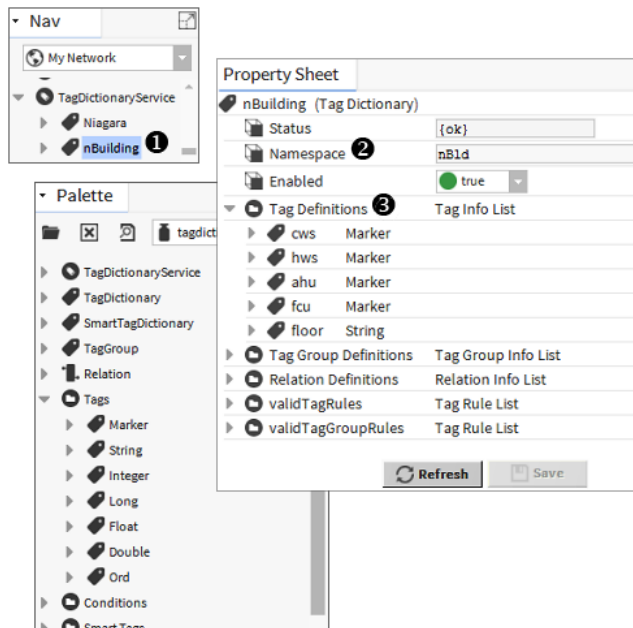 Nav
My Network
TagDictionaryService
Niagara
nBuilding 1
Property Sheet
nBuilding (Tag Dictionary)
Status {ok}
Namespace 2 nBld
Enabled true
Tag Definitions 3 Tag Info List
cws Marker
hws Marker
ahu Marker
fcu Marker
floor String
Tag Group Definitions Tag Group Info List
Relation Definitions Relation Info List
validTagRules Tag Rule List
validTagGroupRules Tag Rule List
Refresh Save
Palette
tagdict
TagDictionaryService
TagDictionary
SmartTagDictionary
TagGroup
Relation
Tags
Marker
String
Integer
Long
Float
Double
Ord
Conditions
Smart Tags